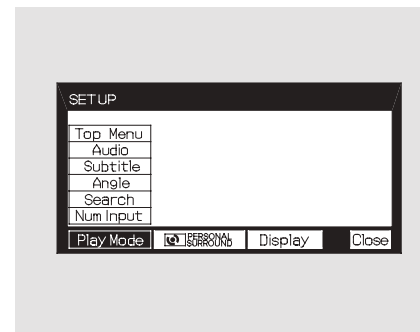 SETUP
Top Menu
Audio
Subtitle
Angle
Search
Num Input
Play Mode PERSONAL SURROUND Display Close